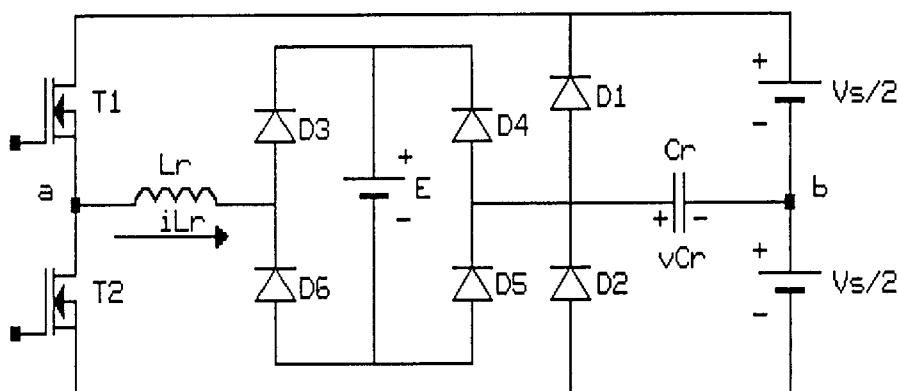 +
T1
D3
D4
D1
Vs/2
-
Lr
Cr
a
+
E
b
iLr
-
+
-
+
vCr
T2
D6
D5
D2
Vs/2
-